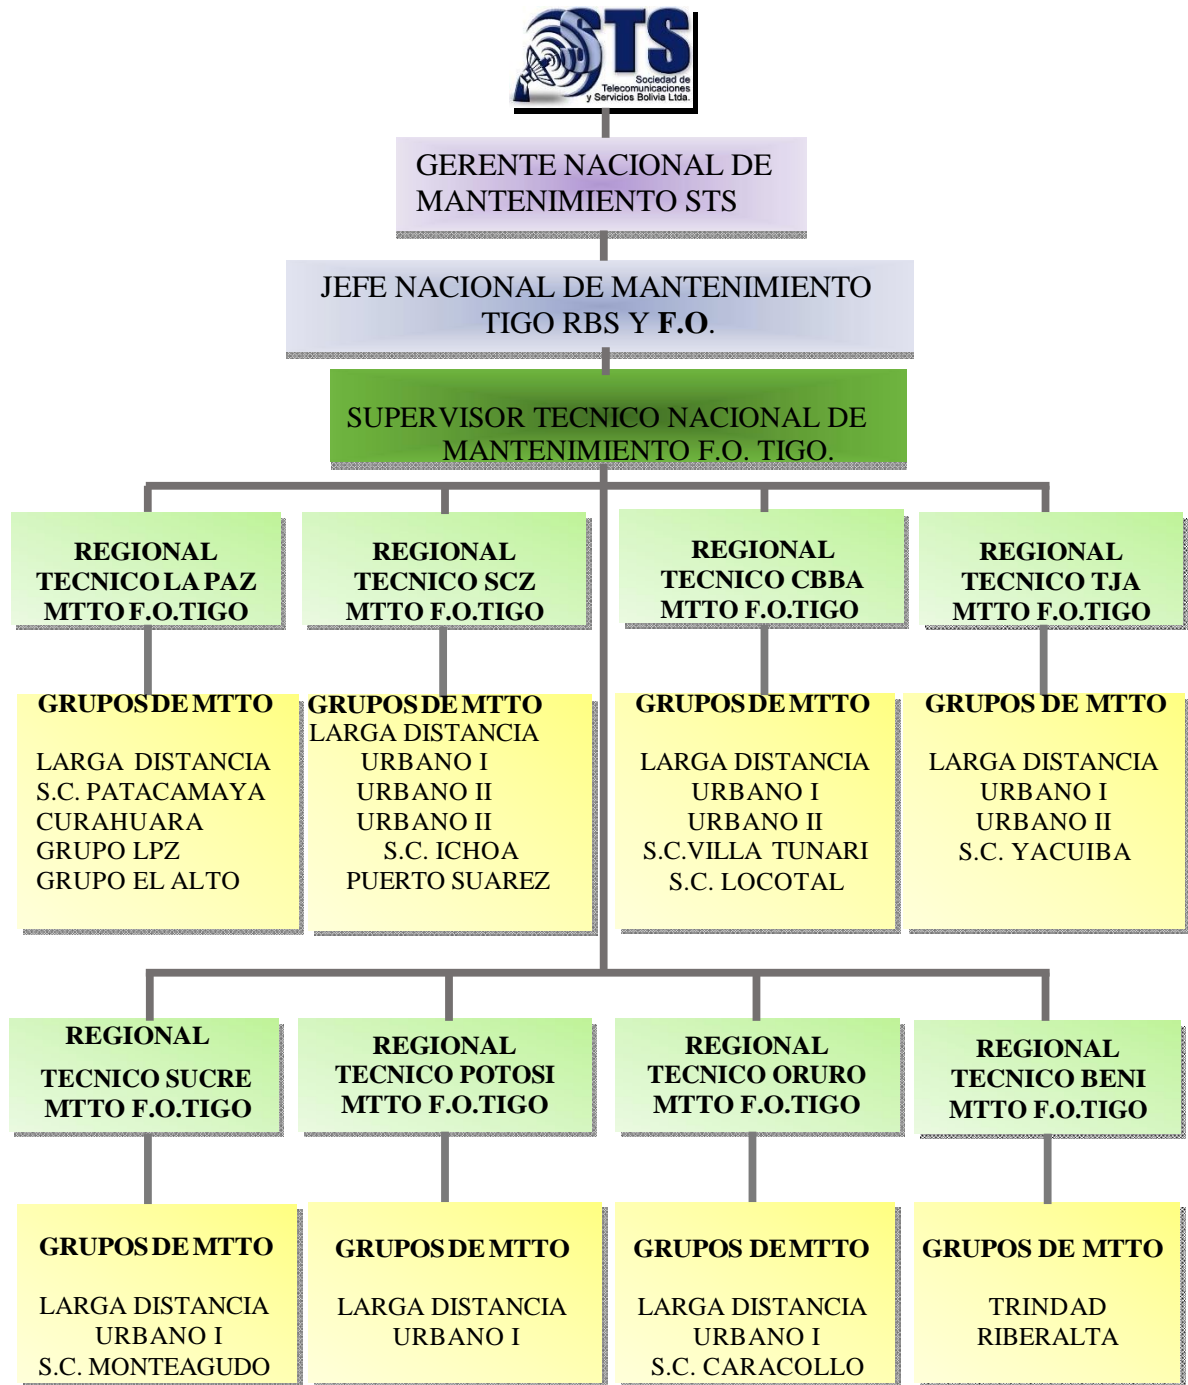 STS
Sociedad de
Telecomunicaciones
y Servicios Bolivia Ltda.
GERENTE NACIONAL DE
MANTENIMIENTO STS
JEFE NACIONAL DE MANTENIMIENTO
TIGO RBS Y F.O.
SUPERVISOR TECNICO NACIONAL DE
MANTENIMIENTO F.O. TIGO.
REGIONAL
TECNICO LA PAZ
MTTO F.O.TIGO
REGIONAL
TECNICO SCZ
MTTO F.O.TIGO
REGIONAL
TECNICO CBBA
MTTO F.O.TIGO
REGIONAL
TECNICO TJA
MTTO F.O.TIGO
GRUPOS DE MTTO
LARGA DISTANCIA
S.C. PATACAMAYA
CURAHUARA
GRUPO LPZ
GRUPO EL ALTO
GRUPOS DE MTTO
LARGA DISTANCIA
URBANO I
URBANO II
URBANO II
S.C. ICHOA
PUERTO SUAREZ
GRUPOS DE MTTO
LARGA DISTANCIA
URBANO I
URBANO II
S.C.VILLA TUNARI
S.C. LOCOTAL
GRUPOS DE MTTO
LARGA DISTANCIA
URBANO I
URBANO II
S.C. YACUIBA
REGIONAL
TECNICO SUCRE
MTTO F.O.TIGO
REGIONAL
TECNICO POTOSI
MTTO F.O.TIGO
REGIONAL
TECNICO ORURO
MTTO F.O.TIGO
REGIONAL
TECNICO BENI
MTTO F.O.TIGO
GRUPOS DE MTTO
LARGA DISTANCIA
URBANO I
S.C. MONTEAGUDO
GRUPOS DE MTTO
LARGA DISTANCIA
URBANO I
GRUPOS DE MTTO
LARGA DISTANCIA
URBANO I
S.C. CARACOLLO
GRUPOS DE MTTO
TRINDAD
RIBERALTA